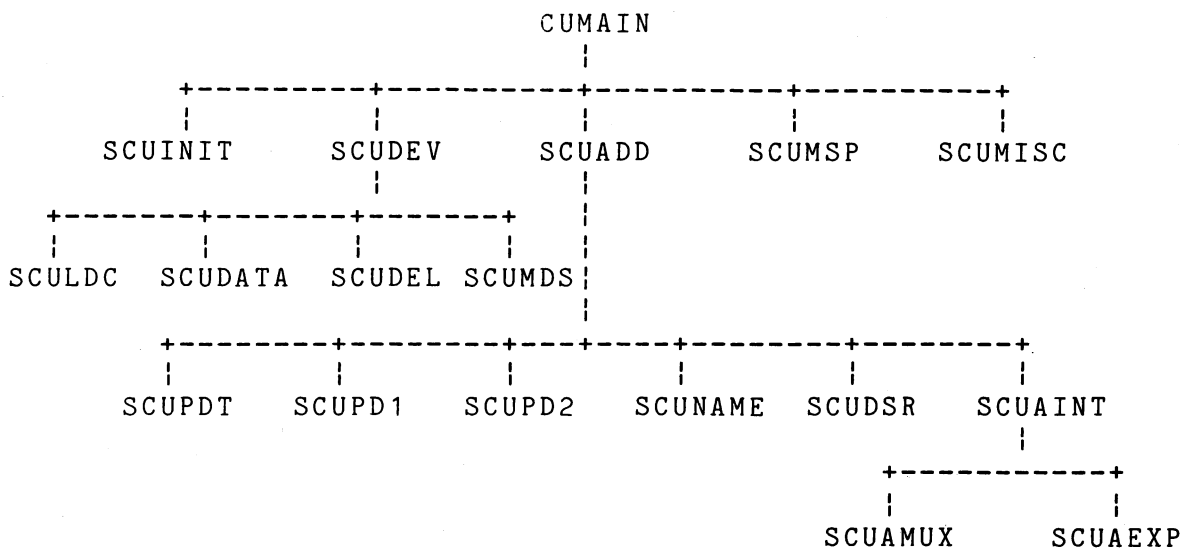 CUMAIN
SCUINIT SCUDEV SCUADD SCUMSP SCUMISC
SCULDC SCUDATA SCUDEL SCUMDS
SCUPDT SCUPD1 SCUPD2 SCUNAME SCUDSR SCUAINT
SCUAMUX SCUAEXP